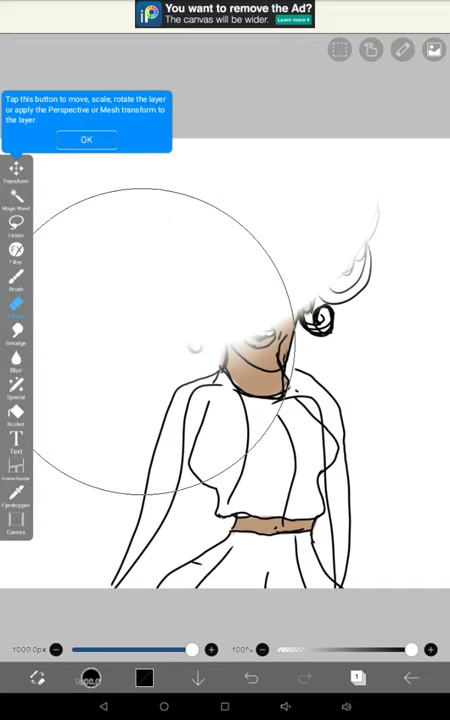 You want to remove the Ad?
The canvas will be wider.
Learn more
Tap this button to move, scale, rotate the layer
or apply the Perspective or Mesh transform to
the layer.
OK
Transform
Magic Wand
Lasso
Filter
Brush
Eraser
Smudge
Blur
Special
Bucket
Text
Frame Divider
Eyedropper
Canvas
1000.0px
100%
1